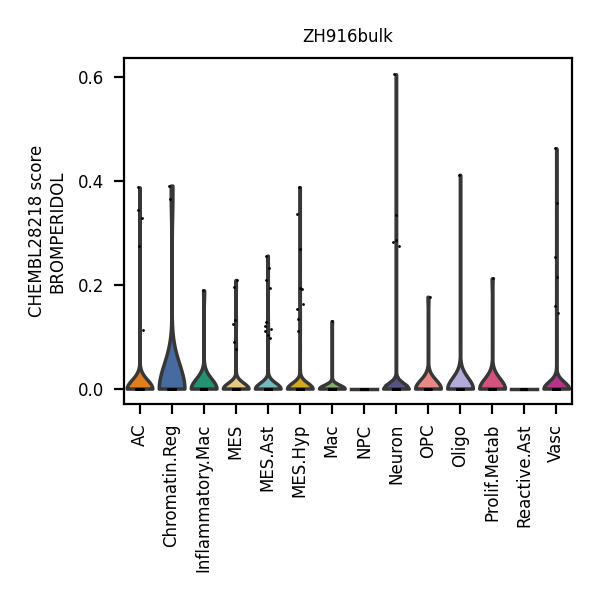 ZH916bulk
CHEMBL28218 score
BROMPERIDOL
0.6
0.4
0.2
0.0
AC
Chromatin.Reg
Inflammatory.Mac
MES
MES.Ast
MES.Hyp
Mac
NPC
Neuron
OPC
Oligo
Prolif.Metab
Reactive.Ast
Vasc